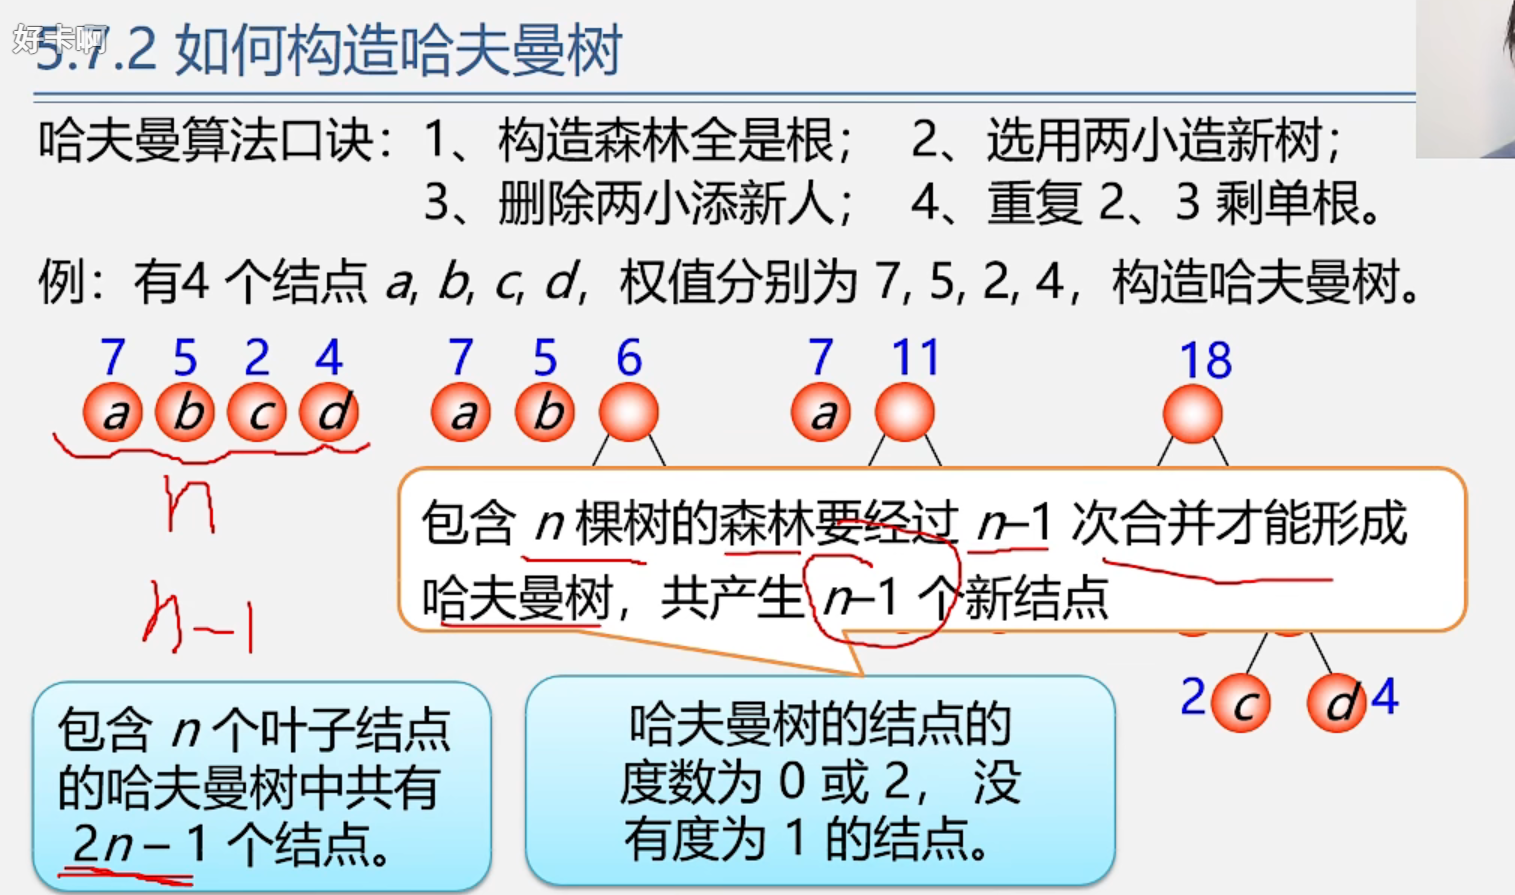 好卡啊
5.7.2 如何构造哈夫曼树
哈夫曼算法口诀：1、构造森林全是根； 2、选用两小造新树；
3、删除两小添新人； 4、重复 2、3 剩单根。
例：有4 个结点 a, b, c, d，权值分别为 7, 5, 2, 4，构造哈夫曼树。
7 5 2 4 7 5 6 7 11 18
a b c d a b a
n
包含 n 棵树的森林要经过 n–1 次合并才能形成
哈夫曼树，共产生 n–1 个新结点
n–1
2 c d 4
包含 n 个叶子结点
的哈夫曼树中共有
2n – 1 个结点。
哈夫曼树的结点的
度数为 0 或 2， 没
有度为 1 的结点。